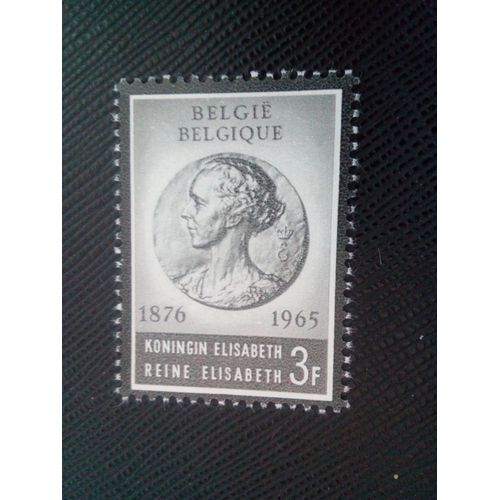 BELGIË
BELGIQUE
1876 1965
KONINGIN ELISABETH
REINE ELISABETH 3F